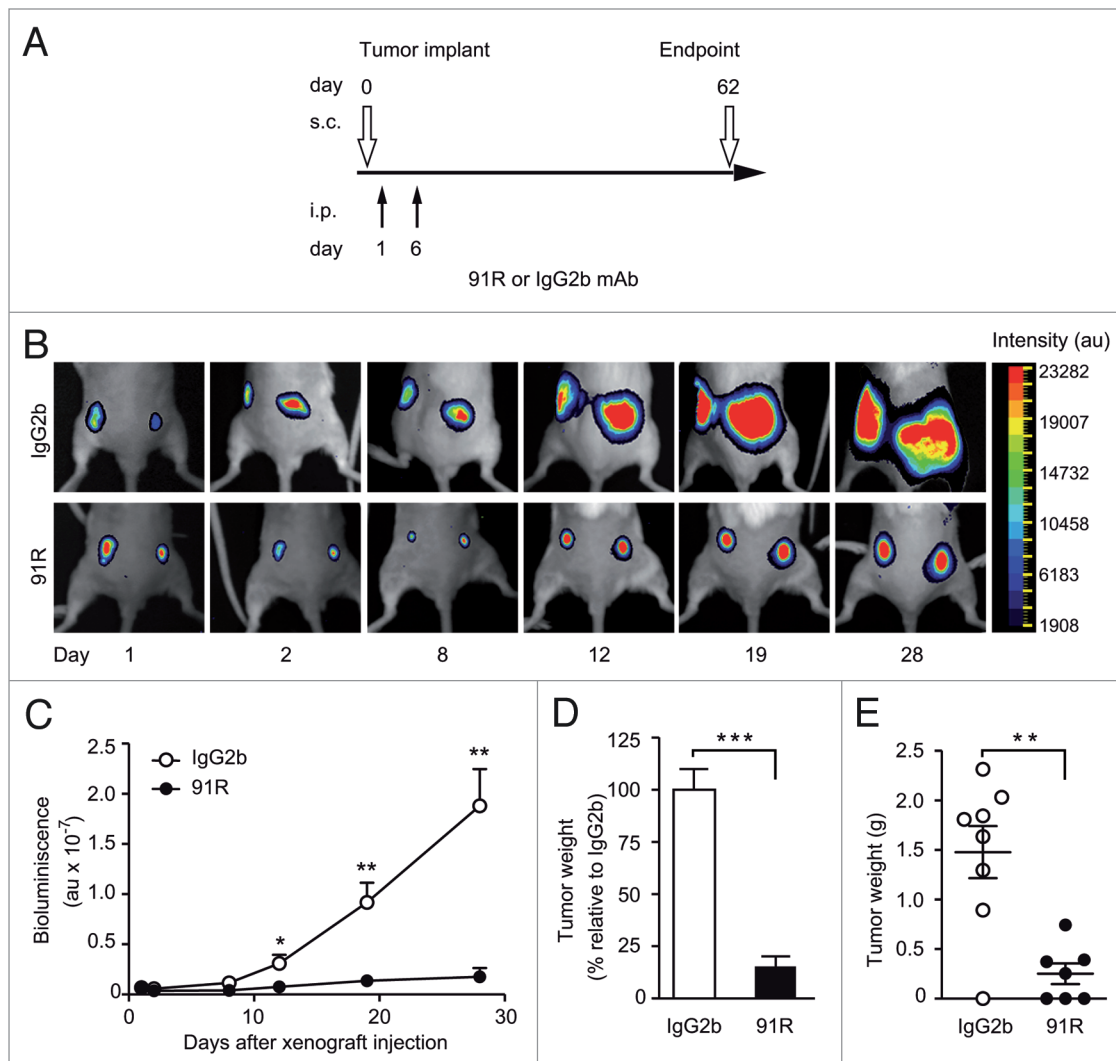 A
Tumor implant Endpoint
day 0 62
s.c.
i.p.
day 1 6
91R or IgG2b mAb
B
Intensity (au)
IgG2b
23282
19007
14732
10458
6183
1908
91R
Day 1 2 8 12 19 28
C
IgG2b
91R
Bioluminiscence
(au x 10⁻⁷)
2.5
2.0
1.5
1.0
0.5
0
*
**
**
0 10 20 30
Days after xenograft injection
D
***
Tumor weight
(% relative to IgG2b)
125
100
75
50
25
0
IgG2b 91R
E
**
Tumor weight (g)
2.5
2.0
1.5
1.0
0.5
0
IgG2b 91R